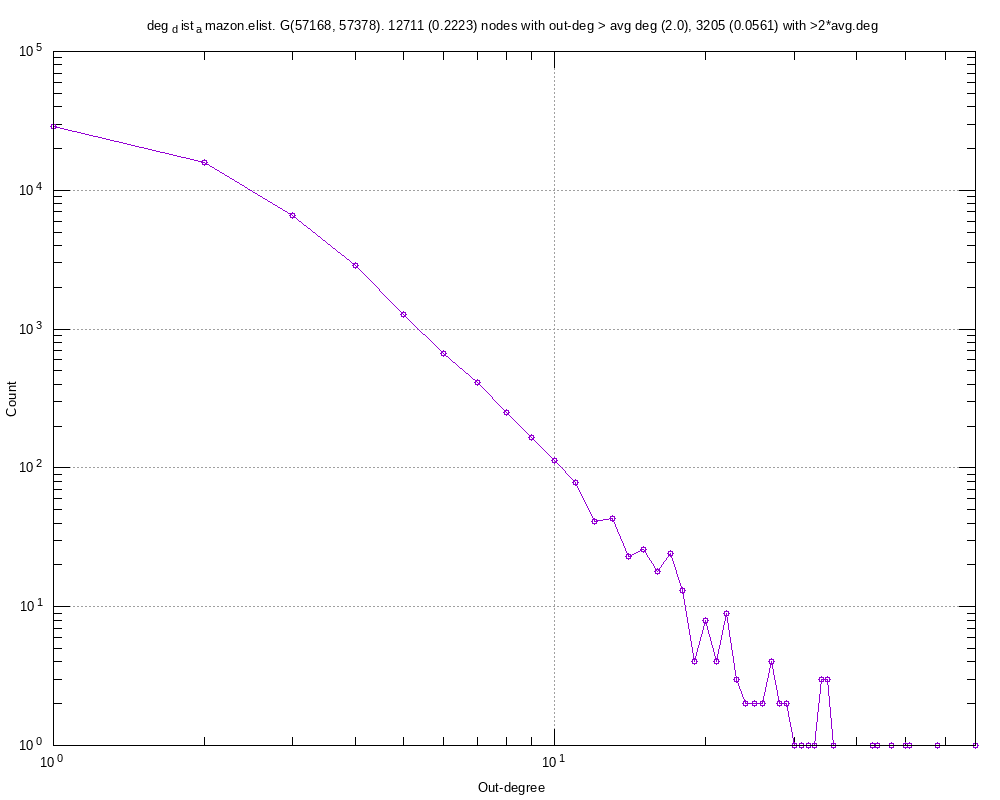 deg d ist a mazon.elist. G(57168, 57378). 12711 (0.2223) nodes with out-deg > avg deg (2.0), 3205 (0.0561) with >2*avg.deg
10^5
10^4
10^3
10^2
10^1
10^0
Count
10^0 10^1
Out-degree